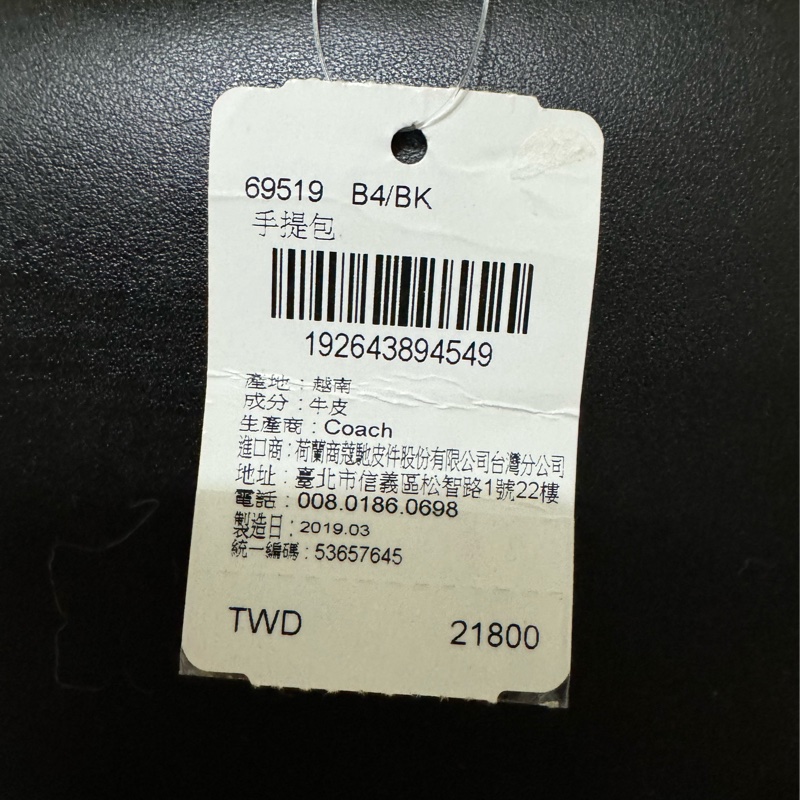 69519 B4/BK
手提包
192643894549
產地：越南
成分：牛皮
生產商：Coach
進口商：荷蘭商蔻馳皮件股份有限公司台灣分公司
地址：臺北市信義區松智路1號22樓
電話：008.0186.0698
製造日：2019.03
統一編碼：53657645
TWD 21800